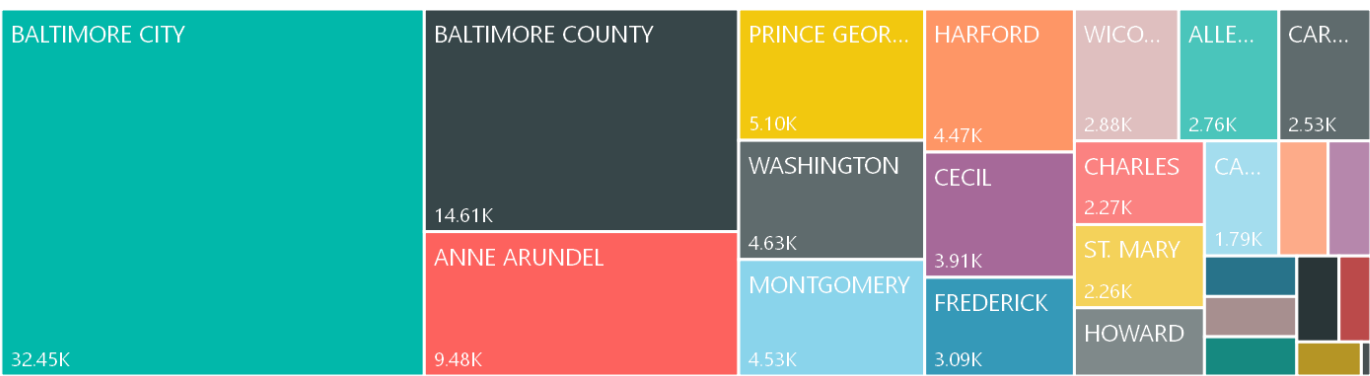 BALTIMORE CITY
32.45K
BALTIMORE COUNTY
14.61K
ANNE ARUNDEL
9.48K
PRINCE GEOR...
5.10K
WASHINGTON
4.63K
MONTGOMERY
4.53K
HARFORD
4.47K
CECIL
3.91K
FREDERICK
3.09K
WICO...
2.88K
ALLE...
2.76K
CAR...
2.53K
CHARLES
2.27K
ST. MARY
2.26K
HOWARD
CA...
1.79K